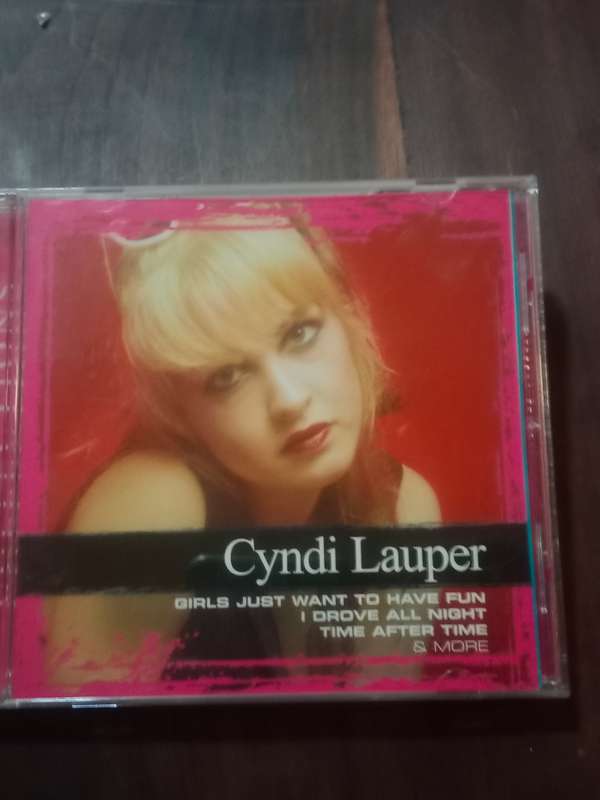 Cyndi Lauper
GIRLS JUST WANT TO HAVE FUN
I DROVE ALL NIGHT
TIME AFTER TIME
& MORE